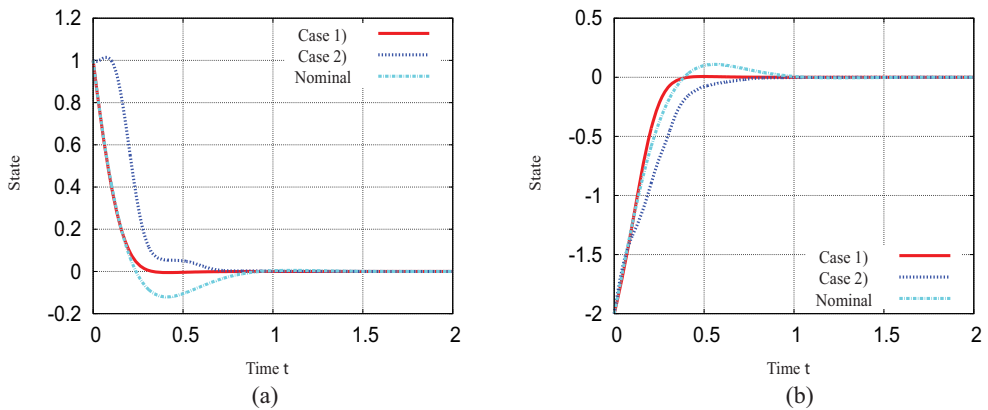 1.2
1
0.8
0.6
0.4
0.2
0
-0.2
State
Case 1)
Case 2)
Nominal
0 0.5 1 1.5 2
Time t
(a)
0.5
0
-0.5
-1
-1.5
-2
State
Case 1)
Case 2)
Nominal
0 0.5 1 1.5 2
Time t
(b)